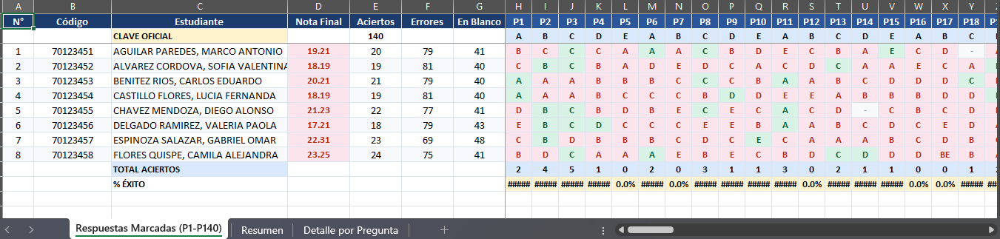 A B C D E F G H I J K L M N O P Q R S T U V W X Y
N° Código Estudiante Nota Final Aciertos Errores En Blanco P1 P2 P3 P4 P5 P6 P7 P8 P9 P10 P11 P12 P13 P14 P15 P16 P17 P18
CLAVE OFICIAL 140 A B C D E A B C D E A B C D E A B C
1 70123451 AGUILAR PAREDES, MARCO ANTONIO 19.21 20 79 41 B C C C A A A C B D E C B A E C D -
2 70123452 ALVAREZ CORDOVA, SOFIA VALENTINA 18.19 19 81 40 C B C B A D E D C A C D C A A E C A
3 70123453 BENITEZ RIOS, CARLOS EDUARDO 20.21 21 79 40 A A A B B B C C C B A A B C D D D C
4 70123454 CASTILLO FLORES, LUCIA FERNANDA 18.19 19 81 40 A A A B C C C B D D E E A B B B D D
5 70123455 CHAVEZ MENDOZA, DIEGO ALONSO 21.23 22 77 41 D B C B D B E C E C A C D - C B C D
6 70123456 DELGADO RAMIREZ, VALERIA PAOLA 17.21 18 79 43 E B C D C C C E E B A A B C D C E D
7 70123457 ESPINOZA SALAZAR, GABRIEL OMAR 22.31 23 69 48 C B D B B B C D C E C A A A B C D B
8 70123458 FLORES QUISPE, CAMILA ALEJANDRA 23.25 24 75 41 B D C A A A E B E C B D C D D D BE B
TOTAL ACIERTOS 2 4 5 1 0 2 0 3 1 1 3 0 2 1 1 0 0 1
% ÉXITO ##### ##### ##### ##### 0.0% ##### 0.0% ##### ##### ##### ##### 0.0% ##### ##### ##### 0.0% 0.0% #####
Respuestas Marcadas (P1-P140) Resumen Detalle por Pregunta